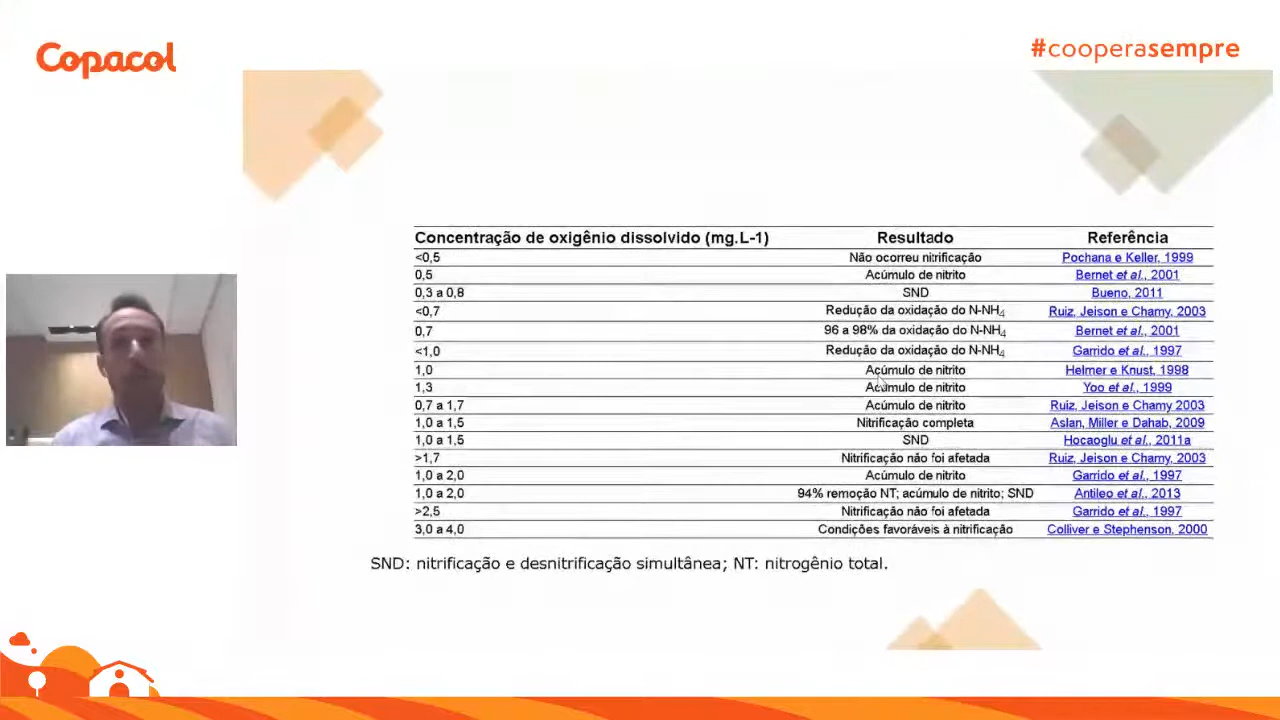 Copacol
#cooperasempre
Concentração de oxigênio dissolvido (mg.L-1) Resultado Referência
<0,5 Não ocorreu nitrificação Pochana e Keller, 1999
0,5 Acúmulo de nitrito Bernet et al., 2001
0,3 a 0,8 SND Bueno, 2011
<0,7 Redução da oxidação do N-NH4 Ruiz, Jeison e Chamy, 2003
0,7 96 a 98% da oxidação do N-NH4 Bernet et al., 2001
<1,0 Redução da oxidação do N-NH4 Garrido et al., 1997
1,0 Acúmulo de nitrito Helmer e Knust, 1998
1,3 Acúmulo de nitrito Yoo et al., 1999
0,7 a 1,7 Acúmulo de nitrito Ruiz, Jeison e Chamy 2003
1,0 a 1,5 Nitrificação completa Aslan, Miller e Dahab, 2009
1,0 a 1,5 SND Hocaoglu et al., 2011a
>1,7 Nitrificação não foi afetada Ruiz, Jeison e Chamy, 2003
1,0 a 2,0 Acúmulo de nitrito Garrido et al., 1997
1,0 a 2,0 94% remoção NT; acúmulo de nitrito; SND Antileo et al., 2013
>2,5 Nitrificação não foi afetada Garrido et al., 1997
3,0 a 4,0 Condições favoráveis à nitrificação Colliver e Stephenson, 2000
SND: nitrificação e desnitrificação simultânea; NT: nitrogênio total.